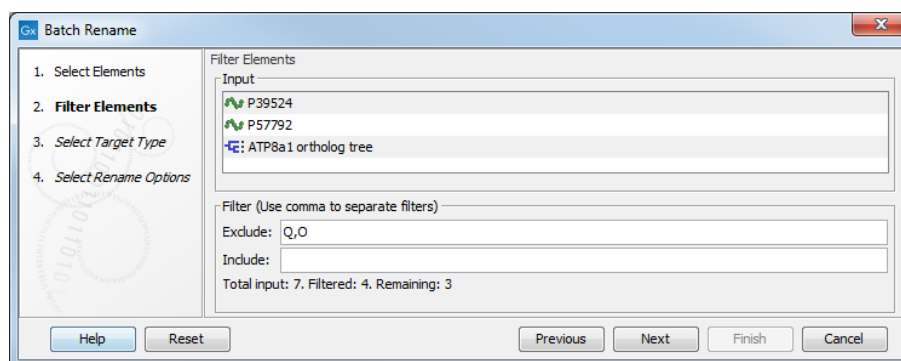 Gx Batch Rename
1. Select Elements
2. Filter Elements
3. Select Target Type
4. Select Rename Options
Filter Elements
Input
P39524
P57792
ATP8a1 ortholog tree
Filter (Use comma to separate filters)
Exclude: Q,O
Include:
Total input: 7. Filtered: 4. Remaining: 3
Help Reset Previous Next Finish Cancel